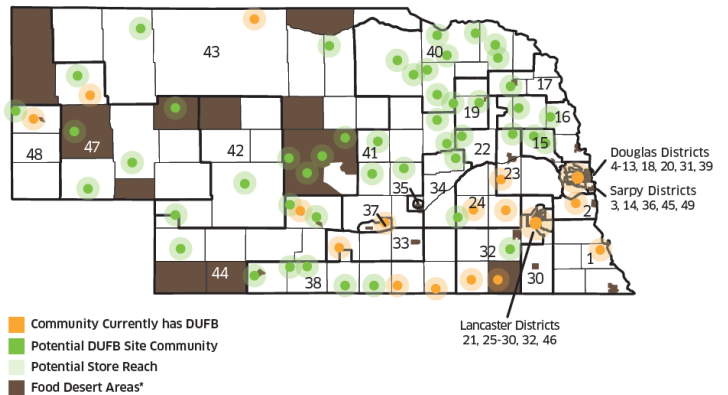 43
40
17
19
16
47
15
48
42
41
22
23
Douglas Districts
4-13, 18, 20, 31, 39
35
34
Sarpy Districts
3, 14, 36, 45, 49
24
2
37
33
32
1
44
38
30
Community Currently has DUFB
Potential DUFB Site Community
Potential Store Reach
Food Desert Areas*
Lancaster Districts
21, 25-30, 32, 46